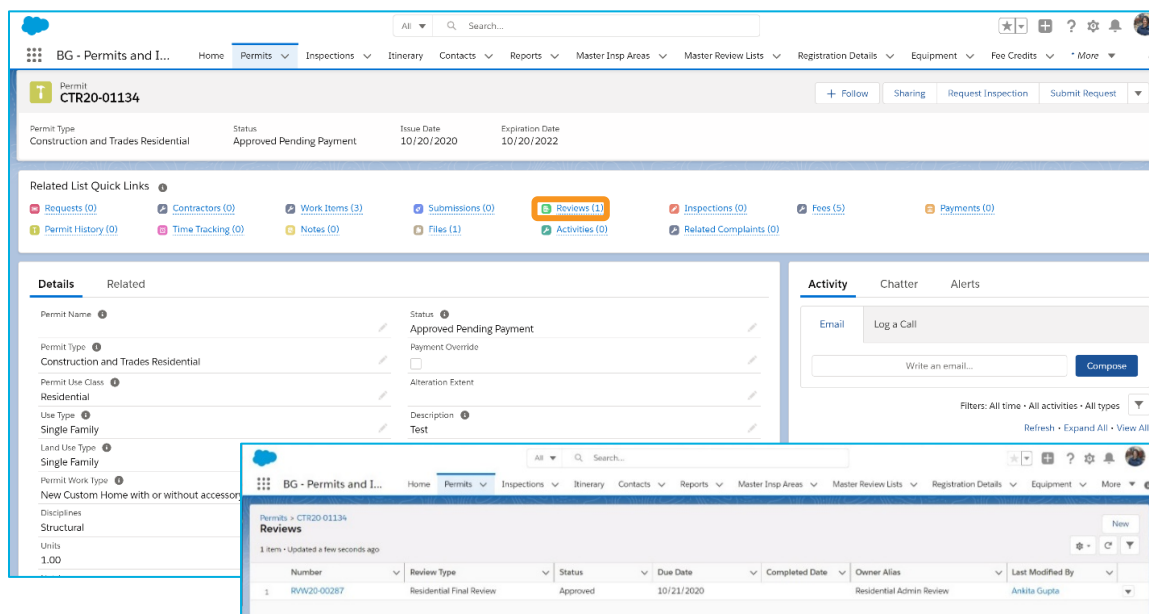 All Search...
BG - Permits and I... Home Permits Inspections Itinerary Contacts Reports Master Insp Areas Master Review Lists Registration Details Equipment Fee Credits * More
Permit
CTR20-01134
+ Follow Sharing Request Inspection Submit Request
Permit Type Status Issue Date Expiration Date
Construction and Trades Residential Approved Pending Payment 10/20/2020 10/20/2022
Related List Quick Links
Requests (0) Contractors (0) Work Items (3) Submissions (0) Reviews (1) Inspections (0) Fees (5) Payments (0)
Permit History (0) Time Tracking (0) Notes (0) Files (1) Activities (0) Related Complaints (0)
Details Related
Permit Name
Status
Approved Pending Payment
Permit Type
Construction and Trades Residential
Payment Override
Permit Use Class
Residential
Alteration Extent
Use Type
Single Family
Description
Test
Land Use Type
Single Family
Permit Work Type
New Custom Home with or without accessory
Disciplines
Structural
Units
1.00
Activity Chatter Alerts
Email Log a Call
Write an email... Compose
Filters: All time • All activities • All types
Refresh • Expand All • View All
All Search...
BG - Permits and I... Home Permits Inspections Itinerary Contacts Reports Master Insp Areas Master Review Lists Registration Details Equipment More
Permits > CTR20-01134
Reviews
New
1 item • Updated a few seconds ago
Number Review Type Status Due Date Completed Date Owner Alias Last Modified By
1 RVW20-00287 Residential Final Review Approved 10/21/2020 Residential Admin Review Ankita Gupta